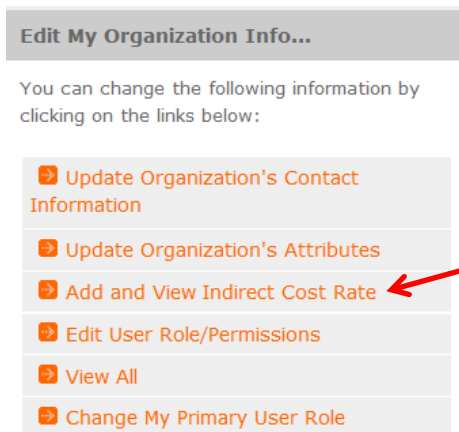 Edit My Organization Info...
You can change the following information by
clicking on the links below:
Update Organization's Contact
Information
Update Organization's Attributes
Add and View Indirect Cost Rate
Edit User Role/Permissions
View All
Change My Primary User Role